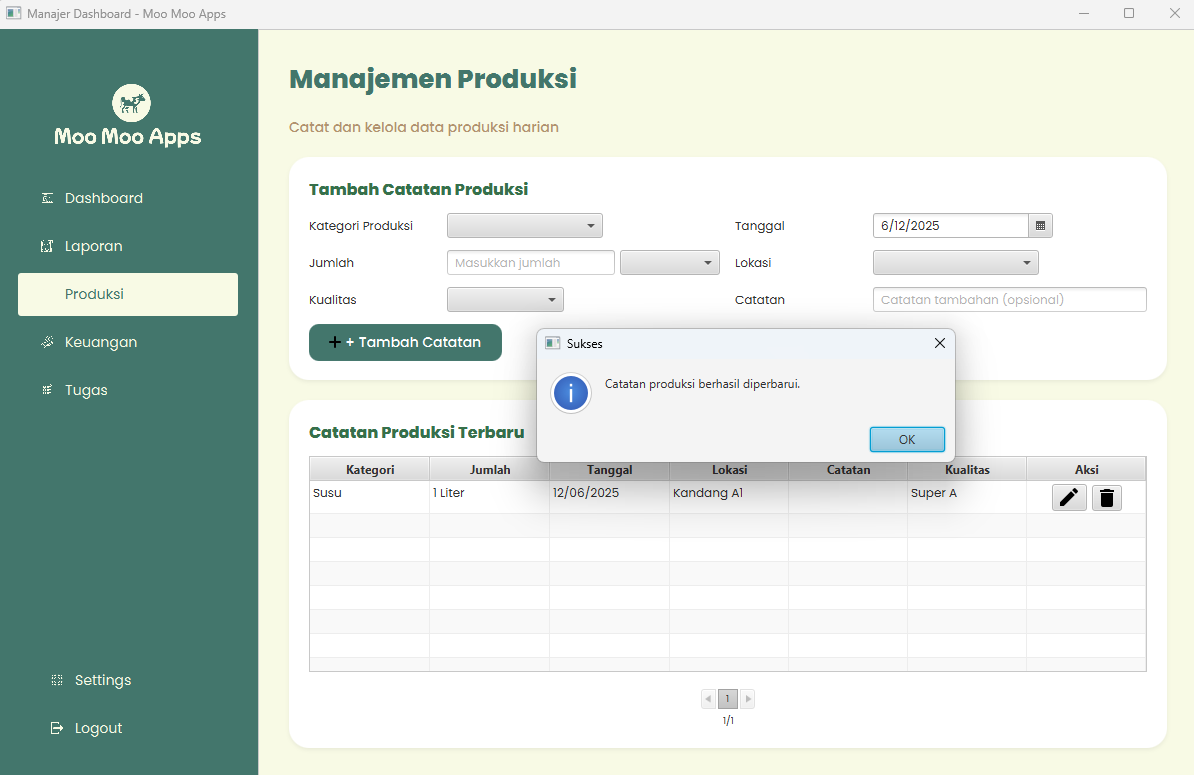 Manajer Dashboard - Moo Moo Apps
Moo Moo Apps
Dashboard
Laporan
Produksi
Keuangan
Tugas
Settings
Logout
Manajemen Produksi
Catat dan kelola data produksi harian
Tambah Catatan Produksi
Kategori Produksi
Tanggal 6/12/2025
Jumlah Masukkan jumlah
Lokasi
Kualitas
Catatan Catatan tambahan (opsional)
+ + Tambah Catatan
Sukses
Catatan produksi berhasil diperbarui.
OK
Catatan Produksi Terbaru
Kategori Jumlah Tanggal Lokasi Catatan Kualitas Aksi
Susu 1 Liter 12/06/2025 Kandang A1 Super A
1
1/1